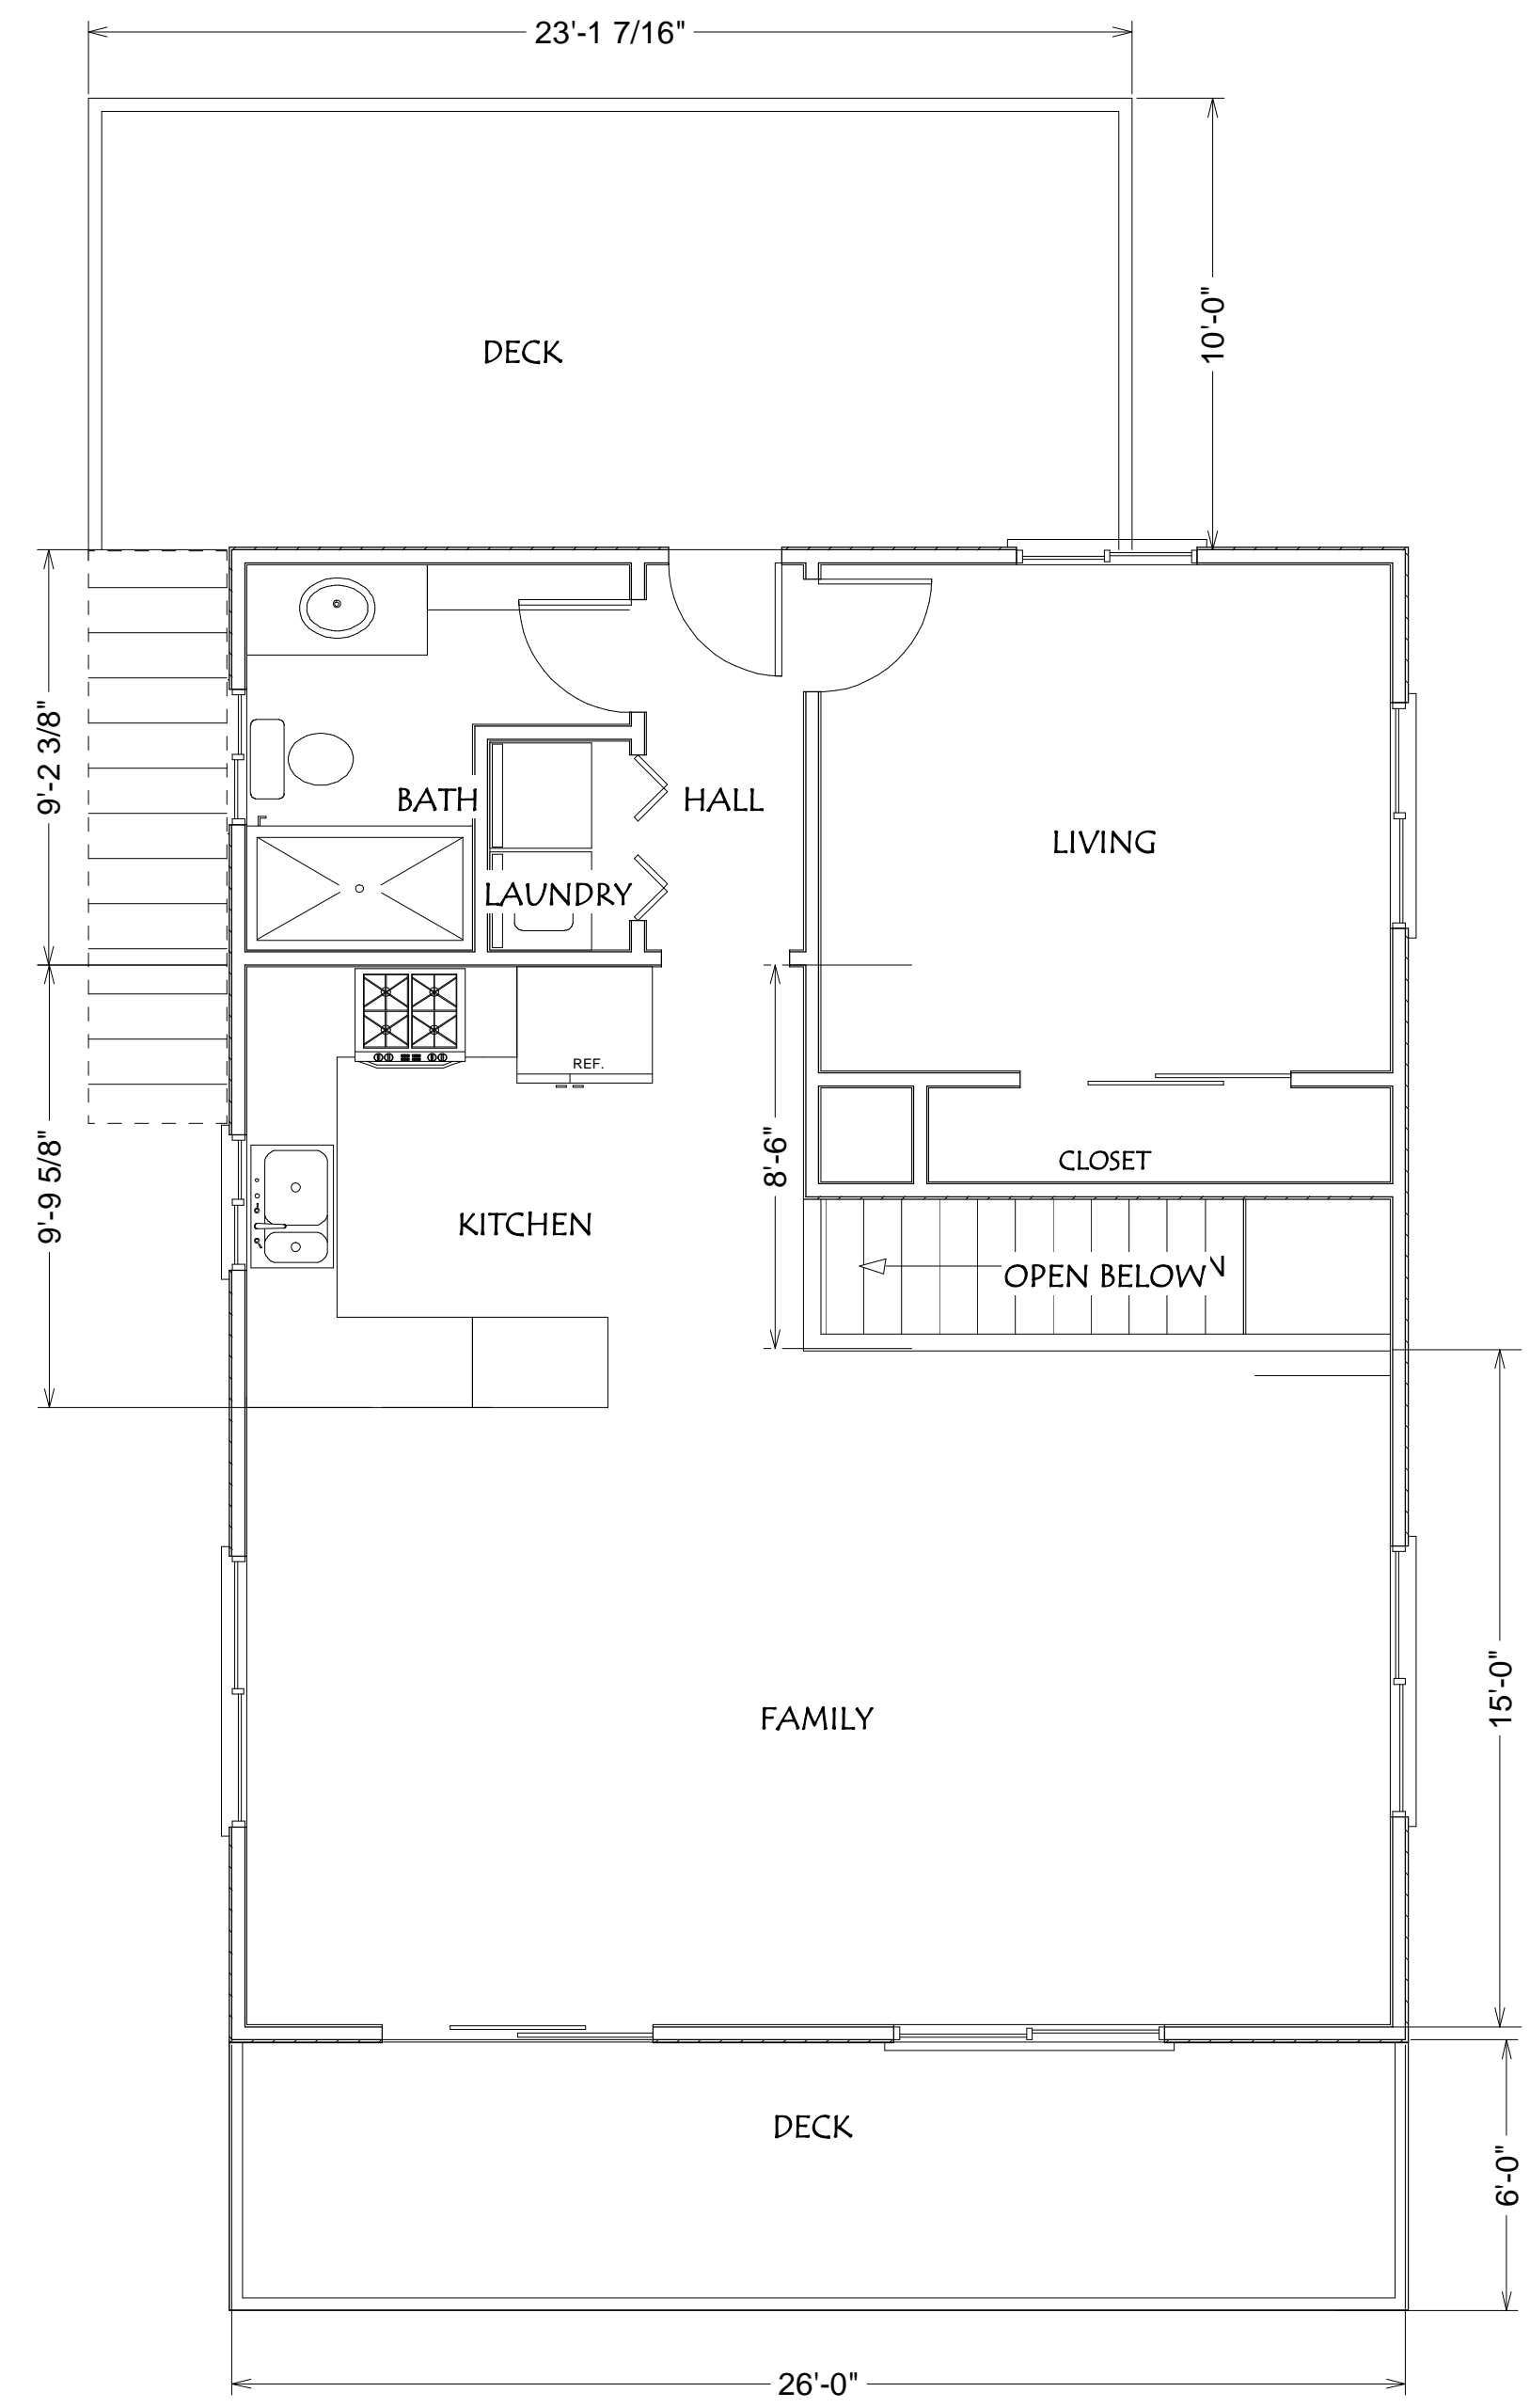 23'-1 7/16"
10'-0"
DECK
9'-2 3/8"
BATH
HALL
LIVING
LAUNDRY
REF.
9'-9 5/8"
8'-6"
CLOSET
KITCHEN
OPEN BELOW
FAMILY
15'-0"
DECK
6'-0"
26'-0"